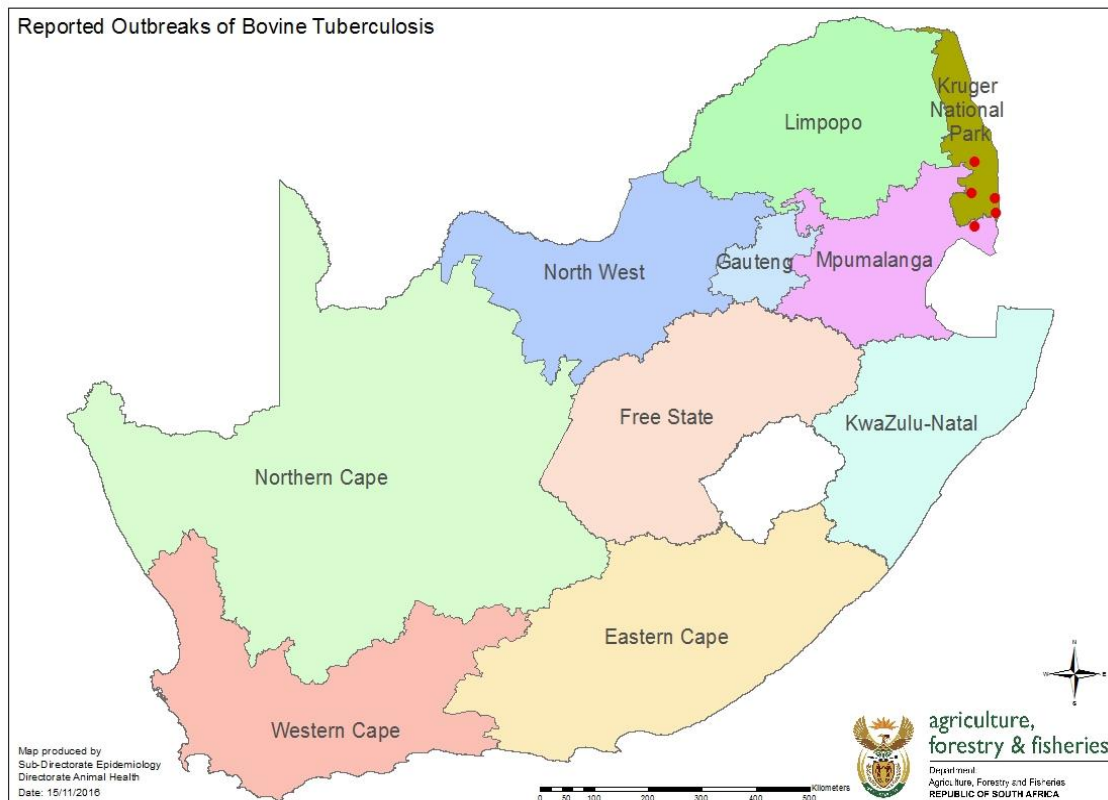 Reported Outbreaks of Bovine Tuberculosis
Kruger
National
Park
Limpopo
North West
Gauteng
Mpumalanga
Free State
KwaZulu-Natal
Northern Cape
Eastern Cape
Western Cape
N
W
E
S
Map produced by
Sub-Directorate Epidemiology
Directorate Animal Health
Date: 15/11/2016
Kilometers
0 50 100 200 300 400 500
agriculture,
forestry & fisheries
Department:
Agriculture, Forestry and Fisheries
REPUBLIC OF SOUTH AFRICA